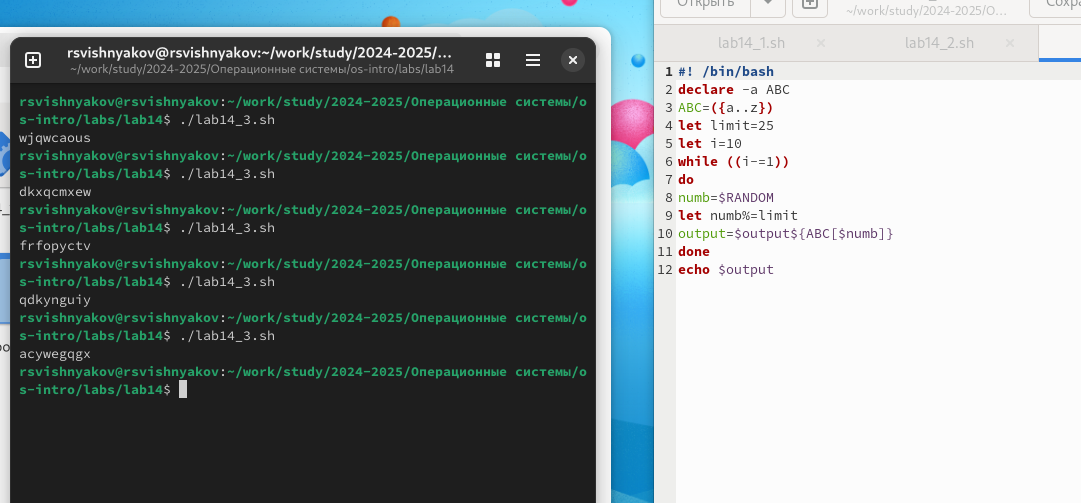 rsvishnyakov@rsvishnyakov:~/work/study/2024-2025/...
~/work/study/2024-2025/Операционные системы/os-intro/labs/lab14
rsvishnyakov@rsvishnyakov:~/work/study/2024-2025/Операционные системы/o
s-intro/labs/lab14$ ./lab14_3.sh
wjqwcaous
rsvishnyakov@rsvishnyakov:~/work/study/2024-2025/Операционные системы/o
s-intro/labs/lab14$ ./lab14_3.sh
dkxqcmxew
rsvishnyakov@rsvishnyakov:~/work/study/2024-2025/Операционные системы/o
s-intro/labs/lab14$ ./lab14_3.sh
frfopyctv
rsvishnyakov@rsvishnyakov:~/work/study/2024-2025/Операционные системы/o
s-intro/labs/lab14$ ./lab14_3.sh
qdkynguiy
rsvishnyakov@rsvishnyakov:~/work/study/2024-2025/Операционные системы/o
s-intro/labs/lab14$ ./lab14_3.sh
acywegqgx
rsvishnyakov@rsvishnyakov:~/work/study/2024-2025/Операционные системы/o
s-intro/labs/lab14$
Открыть
~/work/study/2024-2025/О...
lab14_1.sh × lab14_2.sh ×
1 #! /bin/bash
2 declare -a ABC
3 ABC=({a..z})
4 let limit=25
5 let i=10
6 while ((i-=1))
7 do
8 numb=$RANDOM
9 let numb%=limit
10 output=$output${ABC[$numb]}
11 done
12 echo $output